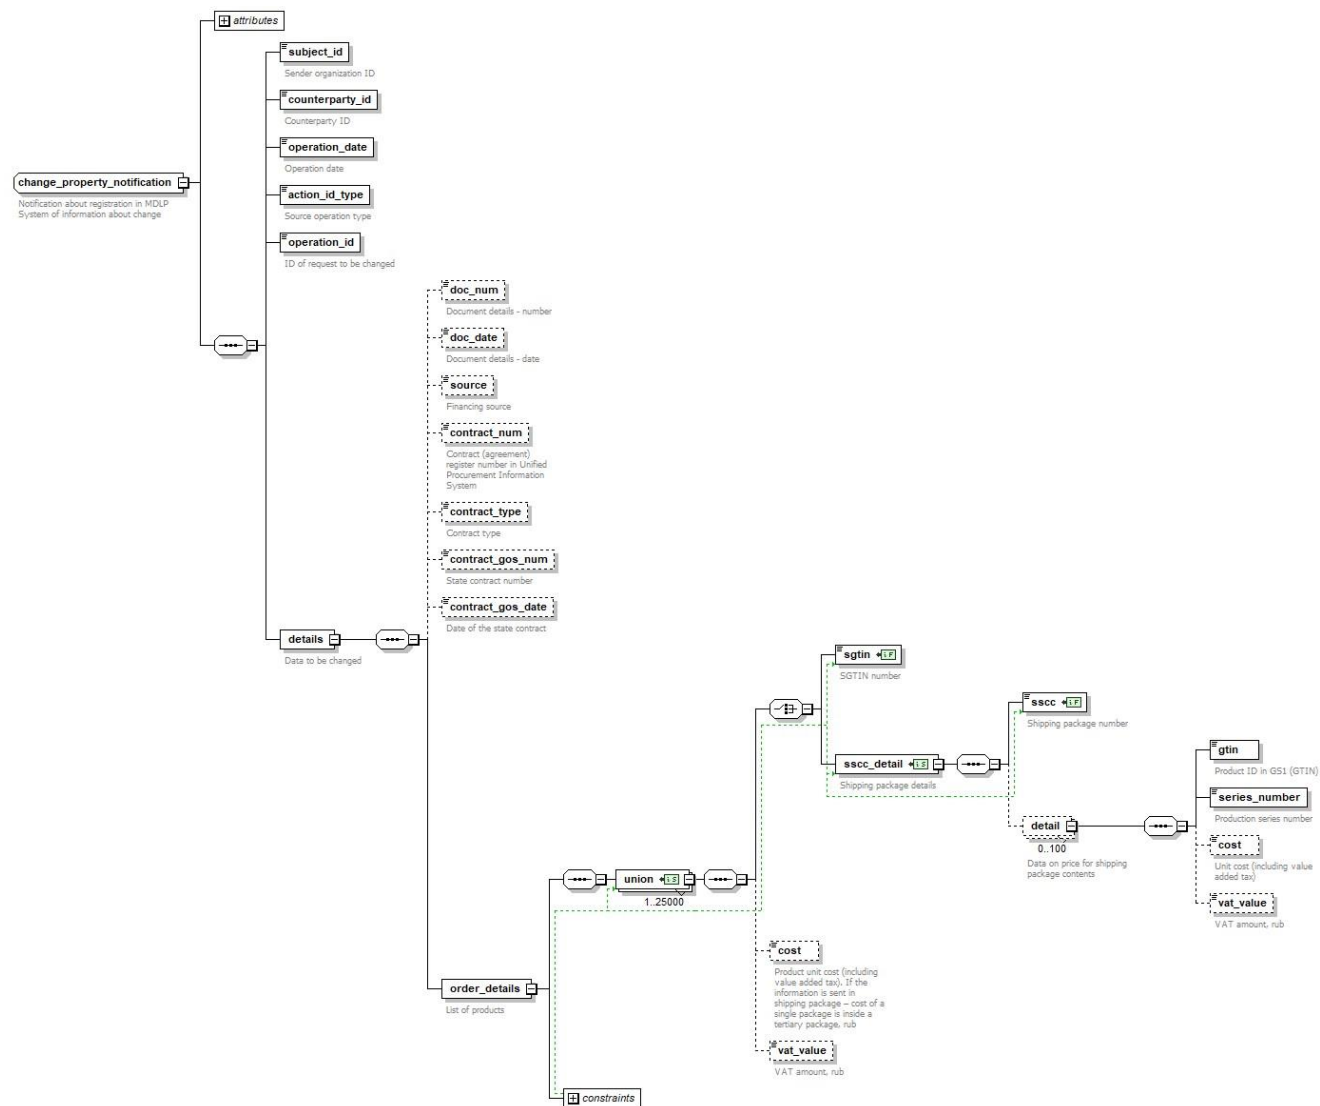 attributes
subject_id
Sender organization ID
counterparty_id
Counterparty ID
operation_date
Operation date
change_property_notification
Notification about registration in MDLP
System of information about change
action_id_type
Source operation type
operation_id
ID of request to be changed
doc_num
Document details - number
doc_date
Document details - date
source
Financing source
contract_num
Contract (agreement)
register number in Unified
Procurement Information
System
contract_type
Contract type
contract_gos_num
State contract number
contract_gos_date
Date of the state contract
details
Data to be changed
sgtin
SGTIN number
sscc
Shipping package number
sscc_detail
Shipping package details
gtin
Product ID in GS1 (GTIN)
series_number
Production series number
detail
0..100
Data on price for shipping
package contents
cost
Unit cost (including value
added tax)
vat_value
VAT amount, rub
union
1..25000
cost
Product unit cost (including
value added tax). If the
information is sent in
shipping package – cost of a
single package is inside a
tertiary package, rub
order_details
List of products
vat_value
VAT amount, rub
constraints